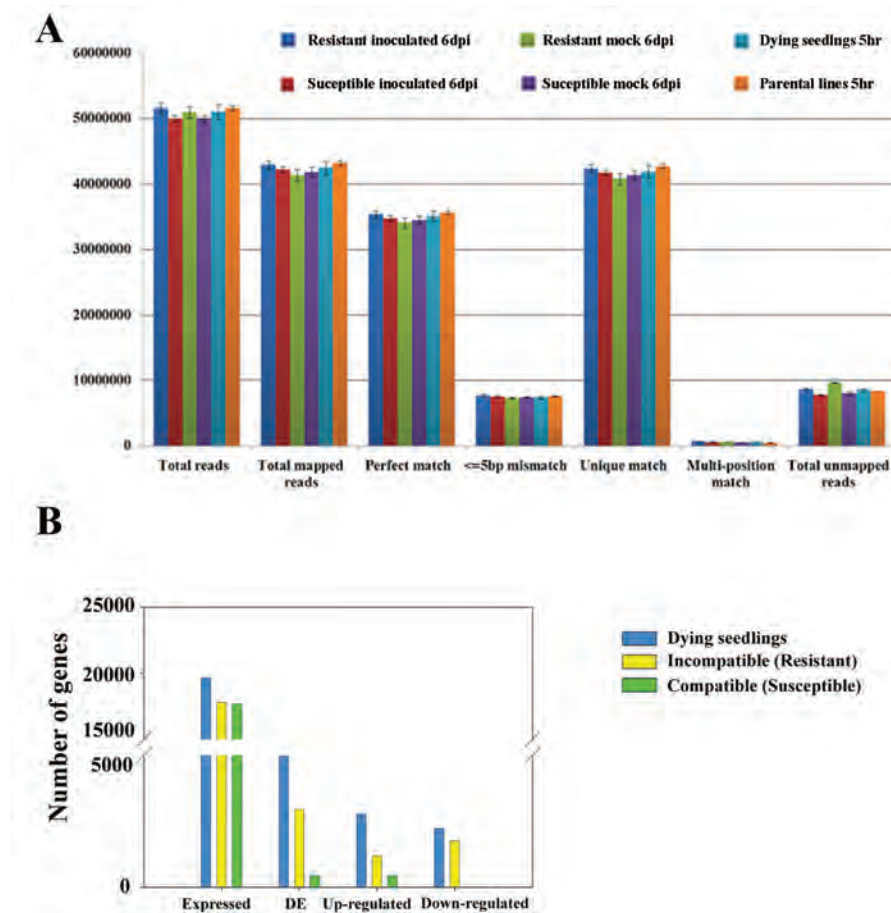 A
Resistant inoculated 6dpi
Resistant mock 6dpi
Dying seedlings 5hr
Suceptible inoculated 6dpi
Suceptible mock 6dpi
Parental lines 5hr
60000000
50000000
40000000
30000000
20000000
10000000
0
Total reads
Total mapped reads
Perfect match
<=5bp mismatch
Unique match
Multi-position match
Total unmapped reads
B
Number of genes
25000
20000
15000
5000
0
Expressed
DE
Up-regulated
Down-regulated
Dying seedlings
Incompatible (Resistant)
Compatible (Susceptible)